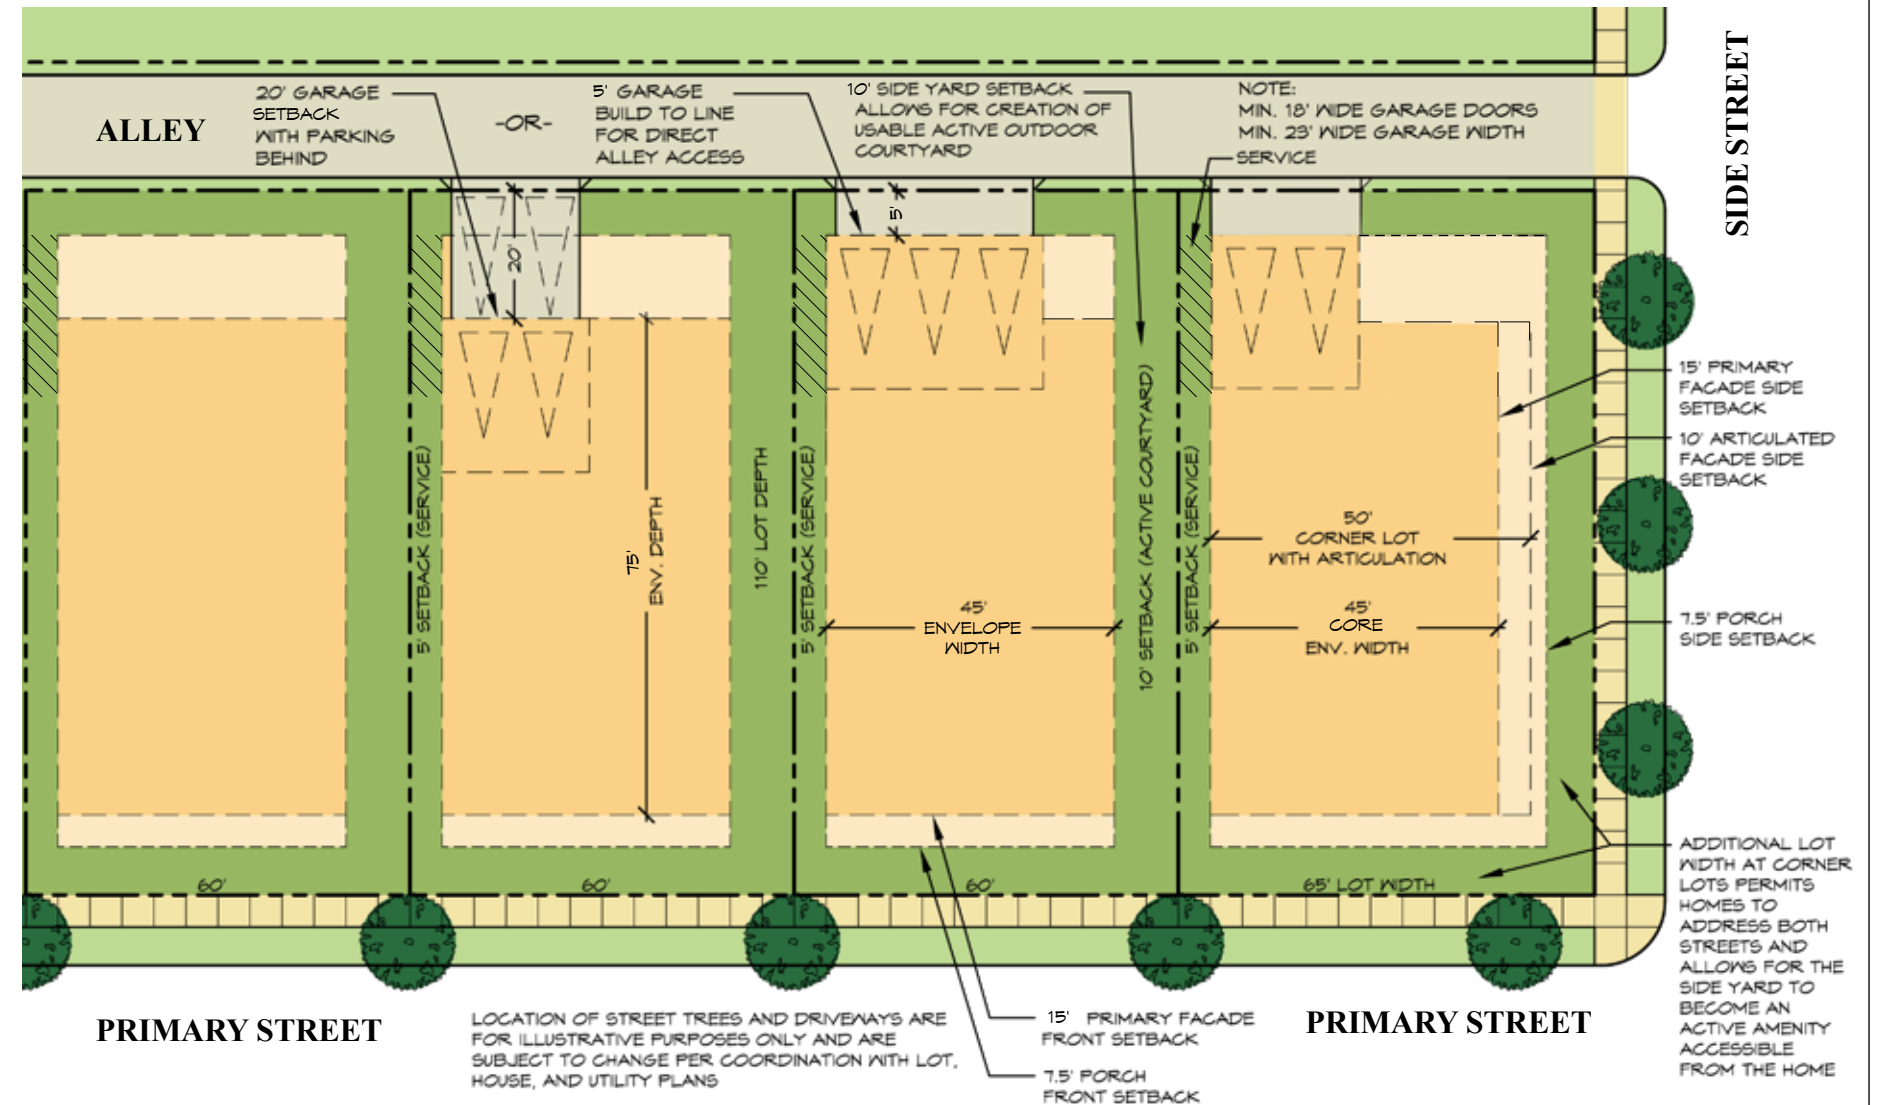 SIDE STREET
ALLEY
20' GARAGE
SETBACK
WITH PARKING
BEHIND
-OR-
5' GARAGE
BUILD TO LINE
FOR DIRECT
ALLEY ACCESS
10' SIDE YARD SETBACK
ALLOWS FOR CREATION OF
USABLE ACTIVE OUTDOOR
COURTYARD
NOTE:
MIN. 18' WIDE GARAGE DOORS
MIN. 23' WIDE GARAGE WIDTH
SERVICE
20'
5'
5' SETBACK (SERVICE)
75'
ENV. DEPTH
110' LOT DEPTH
5' SETBACK (SERVICE)
45'
ENVELOPE
WIDTH
10' SETBACK (ACTIVE COURTYARD)
5' SETBACK (SERVICE)
50'
CORNER LOT
WITH ARTICULATION
45'
CORE
ENV. WIDTH
15' PRIMARY
FACADE SIDE
SETBACK
10' ARTICULATED
FACADE SIDE
SETBACK
7.5' PORCH
SIDE SETBACK
ADDITIONAL LOT
WIDTH AT CORNER
LOTS PERMITS
HOMES TO
ADDRESS BOTH
STREETS AND
ALLOWS FOR THE
SIDE YARD TO
BECOME AN
ACTIVE AMENITY
ACCESSIBLE
FROM THE HOME
60'
60'
60'
65' LOT WIDTH
PRIMARY STREET
LOCATION OF STREET TREES AND DRIVEWAYS ARE
FOR ILLUSTRATIVE PURPOSES ONLY AND ARE
SUBJECT TO CHANGE PER COORDINATION WITH LOT,
HOUSE, AND UTILITY PLANS
15' PRIMARY FACADE
FRONT SETBACK
7.5' PORCH
FRONT SETBACK
PRIMARY STREET